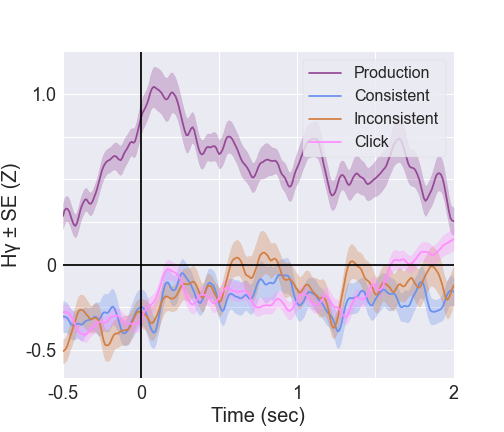 Production
Consistent
Inconsistent
Click
1.0
0
-0.5
Hγ ± SE (Z)
-0.5
0
1
2
Time (sec)